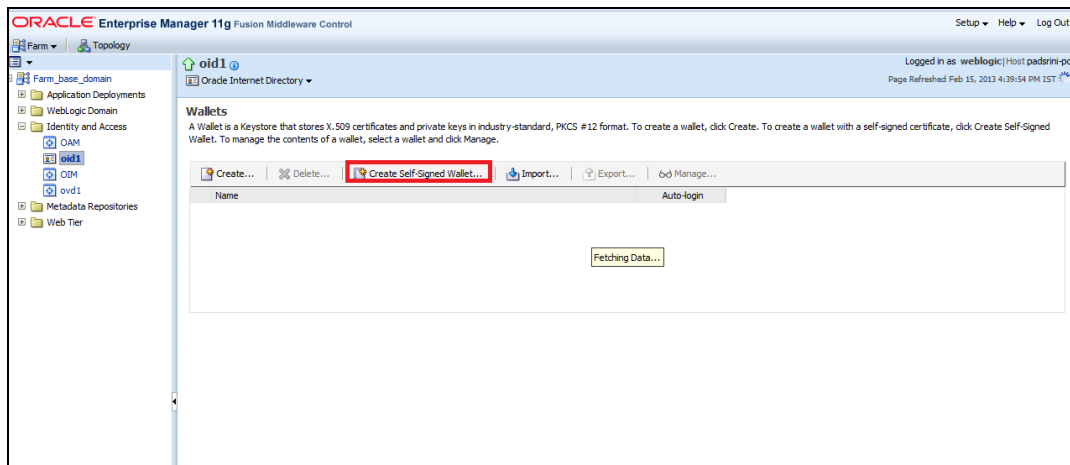 ORACLE Enterprise Manager 11g Fusion Middleware Control
Setup Help Log Out
Farm Topology
Farm_base_domain
Application Deployments
WebLogic Domain
Identity and Access
OAM
oid1
OIM
ovd1
Metadata Repositories
Web Tier
oid1
Oracle Internet Directory
Logged in as weblogic|Host padsrini-pc
Page Refreshed Feb 15, 2013 4:39:54 PM IST
Wallets
A Wallet is a Keystore that stores X.509 certificates and private keys in industry-standard, PKCS #12 format. To create a wallet, click Create. To create a wallet with a self-signed certificate, click Create Self-Signed
Wallet. To manage the contents of a wallet, select a wallet and click Manage.
Create... Delete... Create Self-Signed Wallet... Import... Export... Manage...
Name Auto-login
Fetching Data...